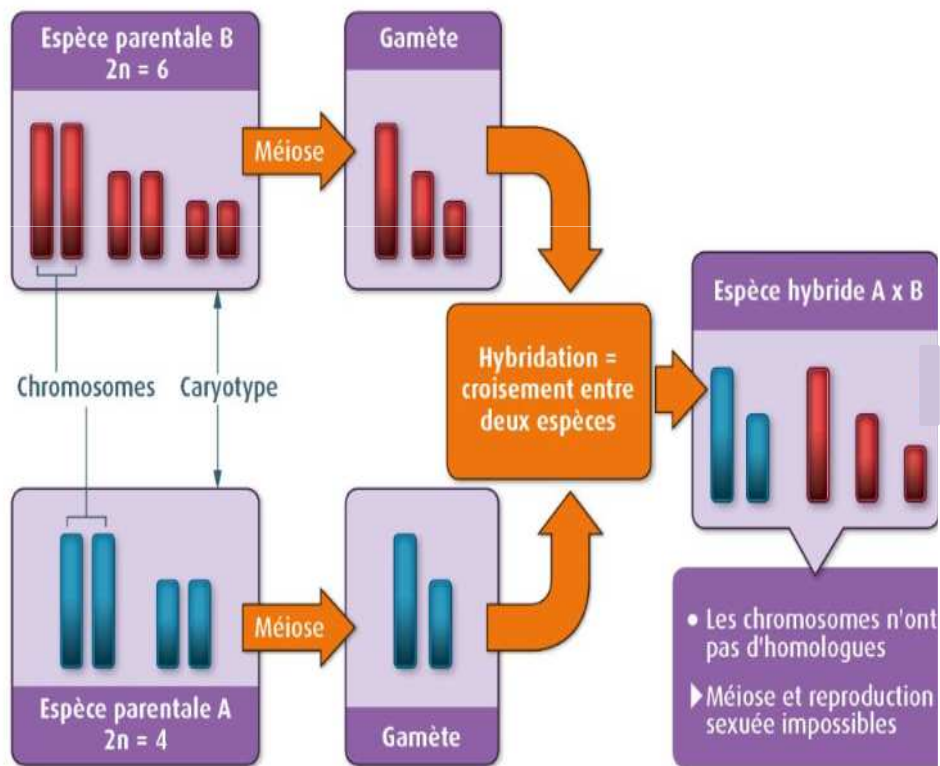 Espèce parentale B
2n = 6
Gamète
Méiose
Espèce hybride A x B
Hybridation =
croisement entre
deux espèces
Chromosomes
Caryotype
Méiose
Espèce parentale A
2n = 4
Gamète
• Les chromosomes n'ont
pas d'homologues
▶ Méiose et reproduction
sexuée impossibles